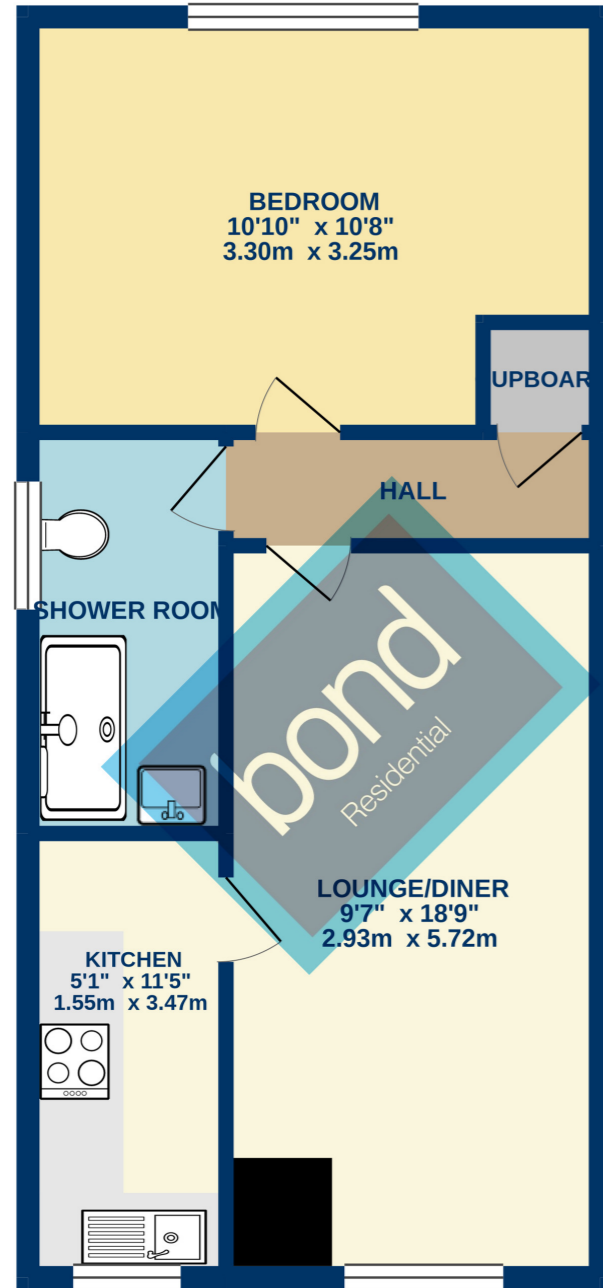 BEDROOM
10'10" x 10'8"
3.30m x 3.25m
UPBOAR
HALL
SHOWER ROOM
bond
Residential
LOUNGE/DINER
9'7" x 18'9"
2.93m x 5.72m
KITCHEN
5'1" x 11'5"
1.55m x 3.47m